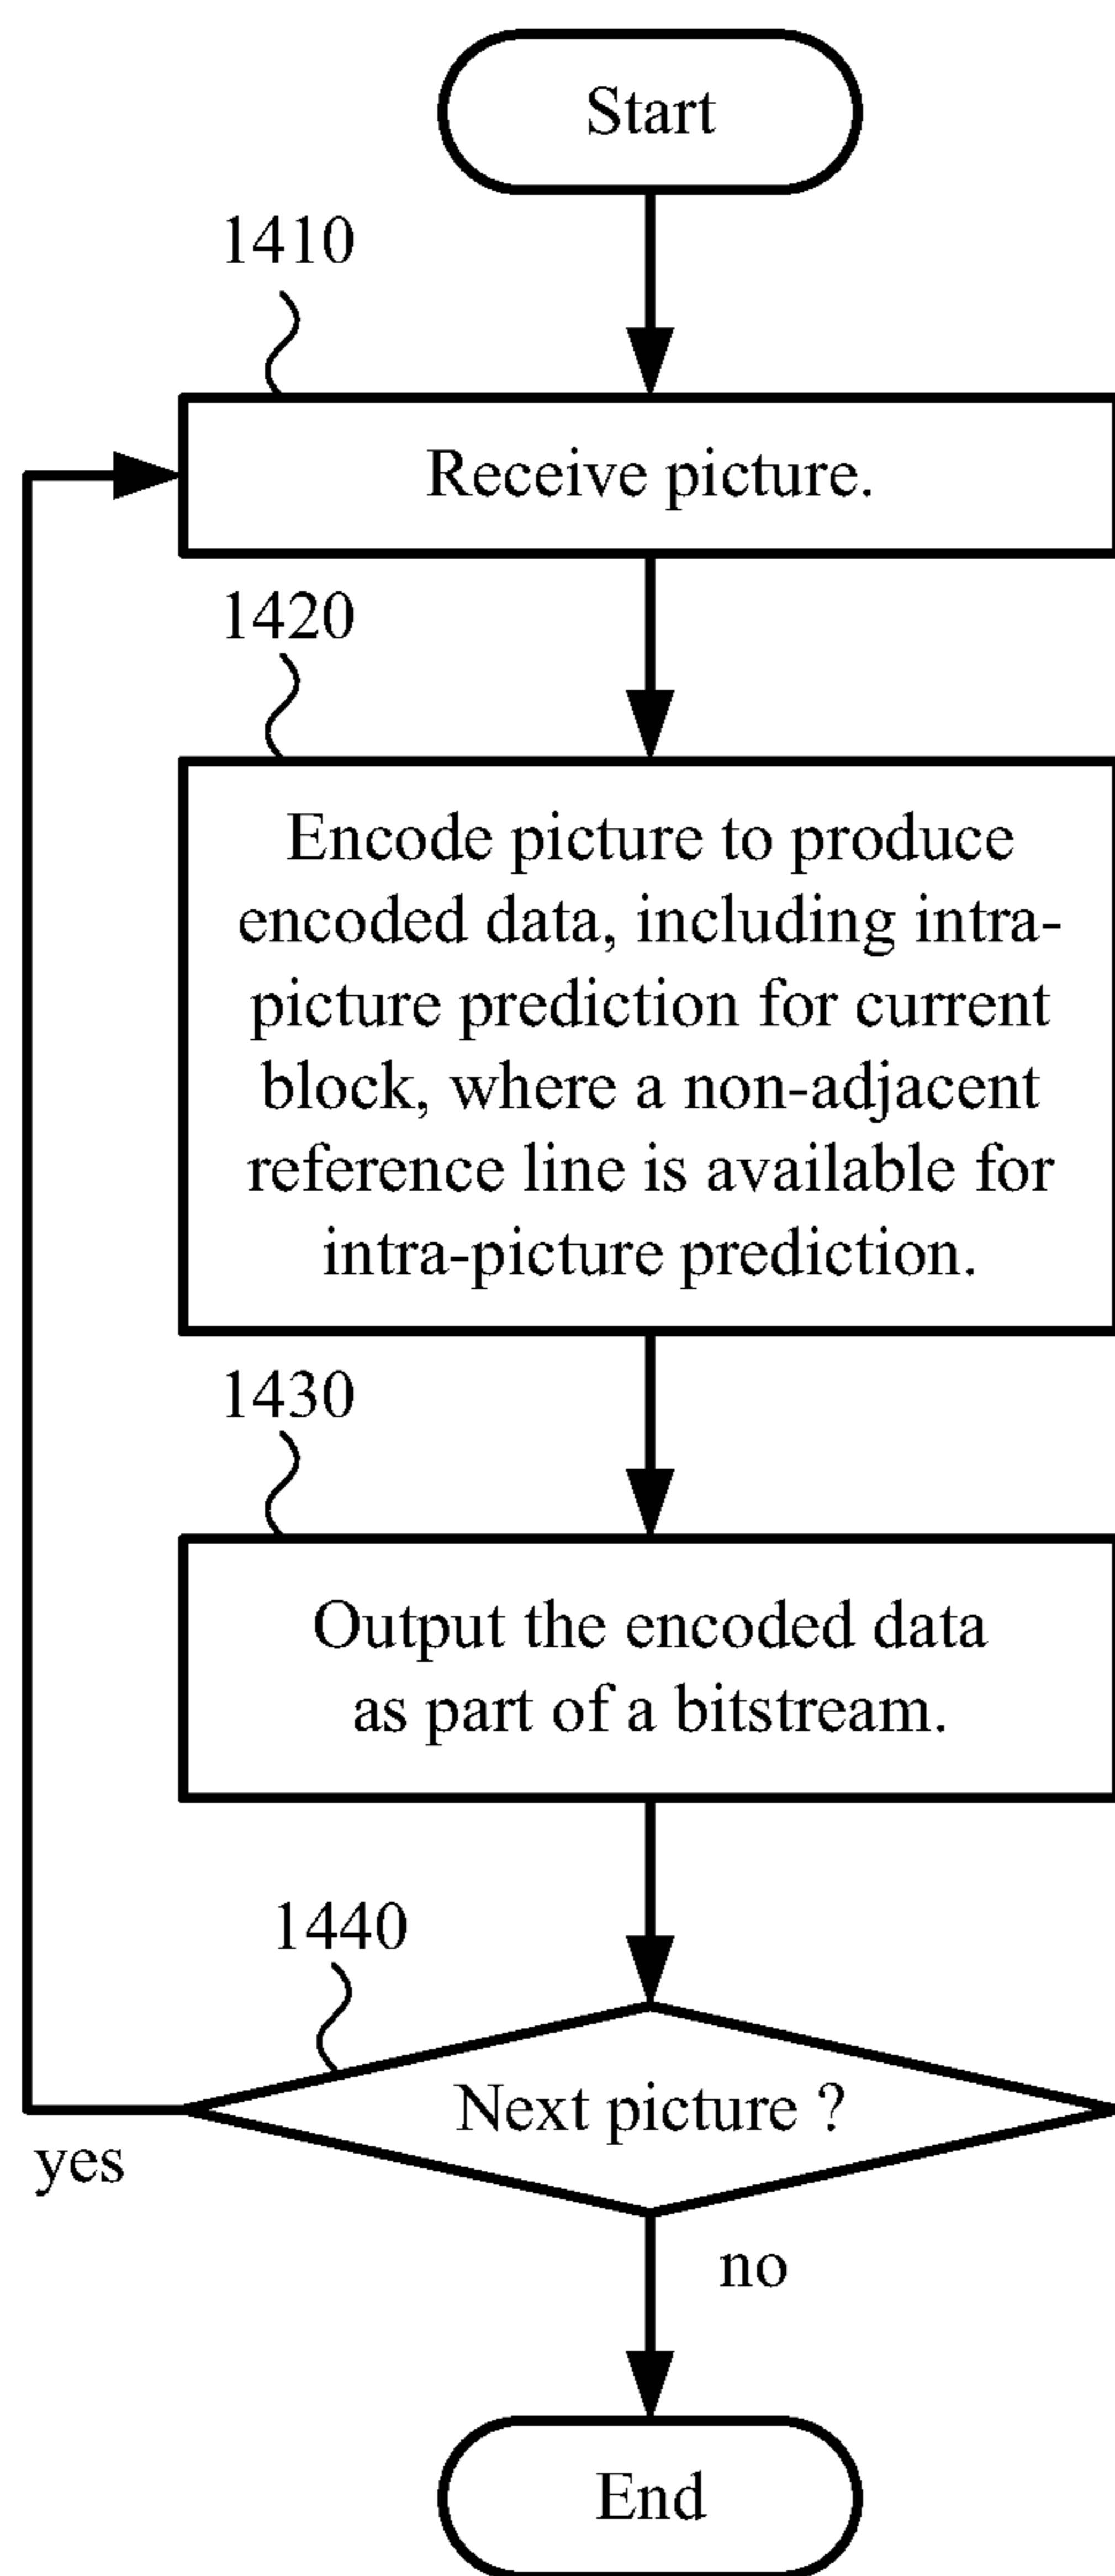 Start
1410
Receive picture.
1420
Encode picture to produce
encoded data, including intra-
picture prediction for current
block, where a non-adjacent
reference line is available for
intra-picture prediction.
1430
Output the encoded data
as part of a bitstream.
1440
Next picture ?
yes
no
End